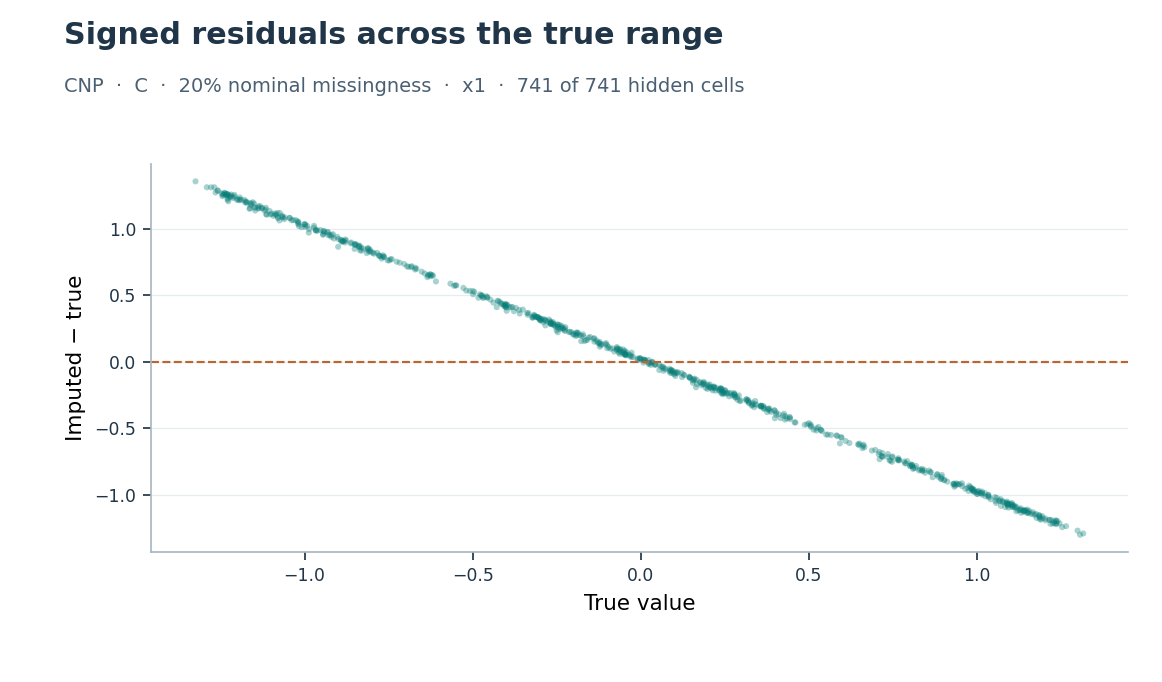 Signed residuals across the true range
CNP · C · 20% nominal missingness · x1 · 741 of 741 hidden cells
Imputed − true
1.0
0.5
0.0
−0.5
−1.0
−1.0 −0.5 0.0 0.5 1.0
True value